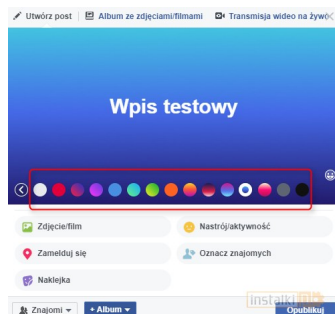 Utwórz post Album ze zdjęciami/filmami Transmisja wideo na żywo
Wpis testowy
Zdjęcie/film Nastrój/aktywność
Zamelduj się Oznacz znajomych
Naklejka
instalki
Znajomi + Album Opublikuj